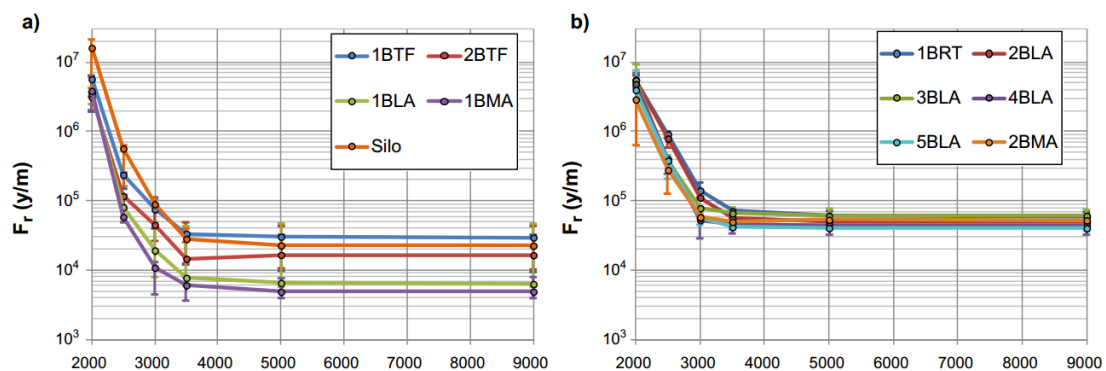 a)
10⁷
10⁶
10⁵
10⁴
10³
Fᵣ (y/m)
1BTF 2BTF
1BLA 1BMA
Silo
2000 3000 4000 5000 6000 7000 8000 9000
b)
10⁷
10⁶
10⁵
10⁴
10³
Fᵣ (y/m)
1BRT 2BLA
3BLA 4BLA
5BLA 2BMA
2000 3000 4000 5000 6000 7000 8000 9000